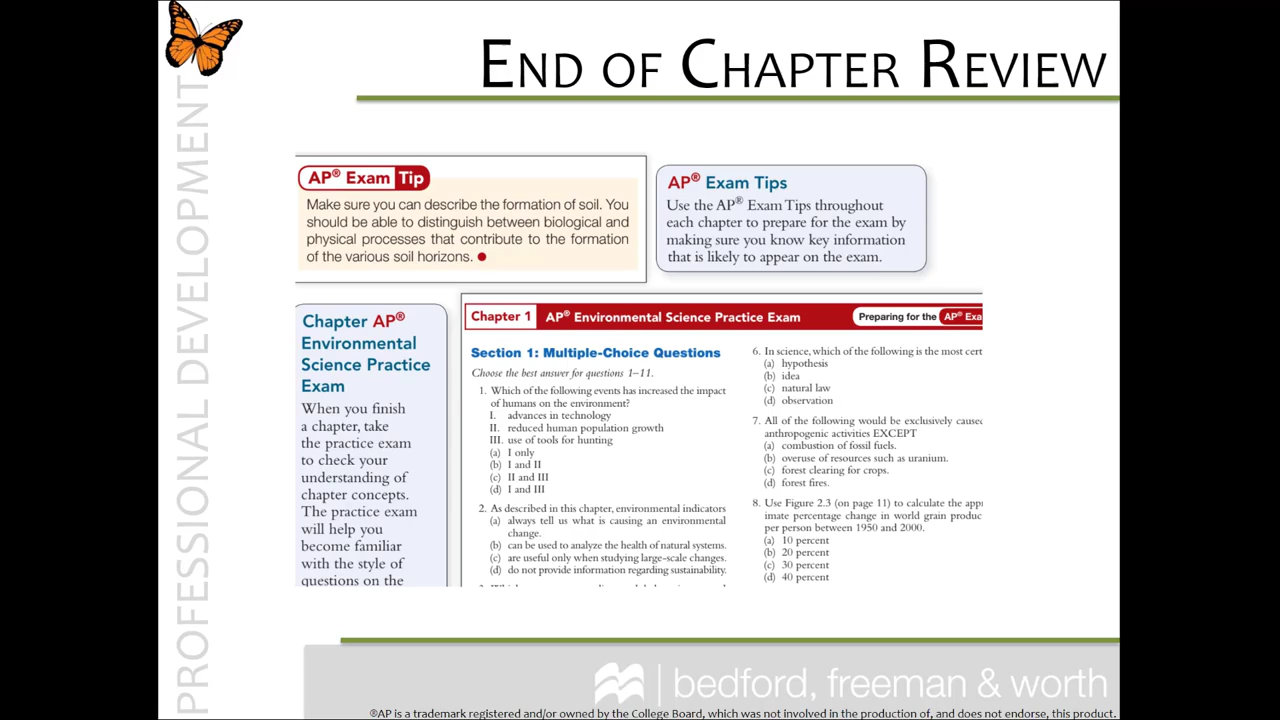 END OF CHAPTER REVIEW
PROFESSIONAL DEVELOPMENT
AP® Exam Tip
Make sure you can describe the formation of soil. You
should be able to distinguish between biological and
physical processes that contribute to the formation
of the various soil horizons.
AP® Exam Tips
Use the AP® Exam Tips throughout
each chapter to prepare for the exam by
making sure you know key information
that is likely to appear on the exam.
Chapter AP®
Environmental
Science Practice
Exam
When you finish
a chapter, take
the practice exam
to check your
understanding of
chapter concepts.
The practice exam
will help you
become familiar
with the style of
questions on the
Chapter 1 AP® Environmental Science Practice Exam
Preparing for the AP® Exa
Section 1: Multiple-Choice Questions
Choose the best answer for questions 1–11.
1. Which of the following events has increased the impact
of humans on the environment?
I. advances in technology
II. reduced human population growth
III. use of tools for hunting
(a) I only
(b) I and II
(c) II and III
(d) I and III
2. As described in this chapter, environmental indicators
(a) always tell us what is causing an environmental
change.
(b) can be used to analyze the health of natural systems.
(c) are useful only when studying large-scale changes.
(d) do not provide information regarding sustainability.
6. In science, which of the following is the most cert
(a) hypothesis
(b) idea
(c) natural law
(d) observation
7. All of the following would be exclusively caused
anthropogenic activities EXCEPT
(a) combustion of fossil fuels.
(b) overuse of resources such as uranium.
(c) forest clearing for crops.
(d) forest fires.
8. Use Figure 2.3 (on page 11) to calculate the app
imate percentage change in world grain produc
per person between 1950 and 2000.
(a) 10 percent
(b) 20 percent
(c) 30 percent
(d) 40 percent
bedford, freeman & worth
®AP is a trademark registered and/or owned by the College Board, which was not involved in the production of, and does not endorse, this product.